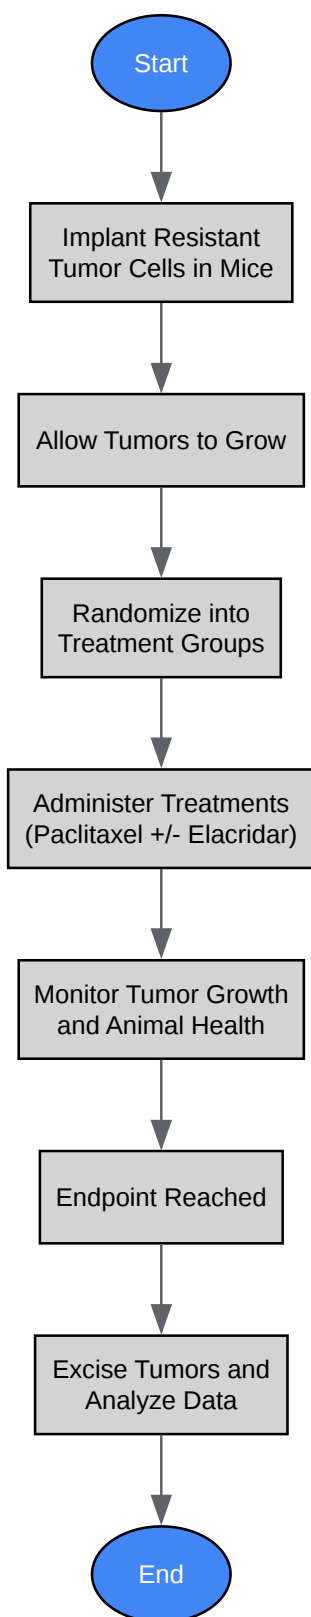 Start
Implant Resistant
Tumor Cells in Mice
Allow Tumors to Grow
Randomize into
Treatment Groups
Administer Treatments
(Paclitaxel +/- Elacridar)
Monitor Tumor Growth
and Animal Health
Endpoint Reached
Excise Tumors and
Analyze Data
End